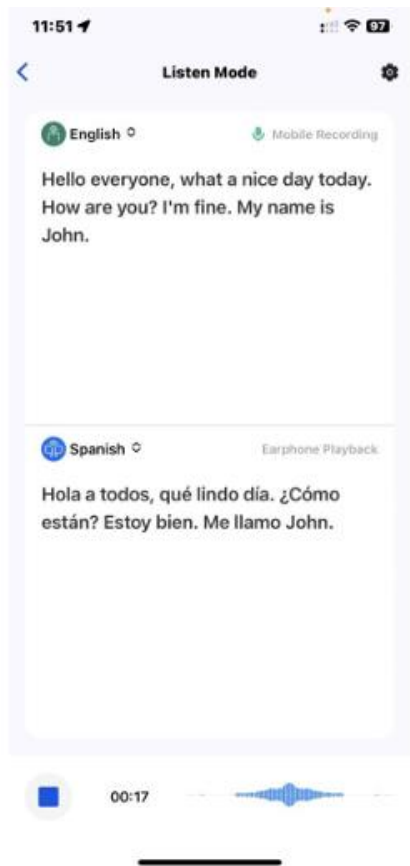 11:51
97
Listen Mode
English
Mobile Recording
Hello everyone, what a nice day today.
How are you? I'm fine. My name is
John.
Spanish
Earphone Playback
Hola a todos, qué lindo día. ¿Cómo
están? Estoy bien. Me llamo John.
00:17